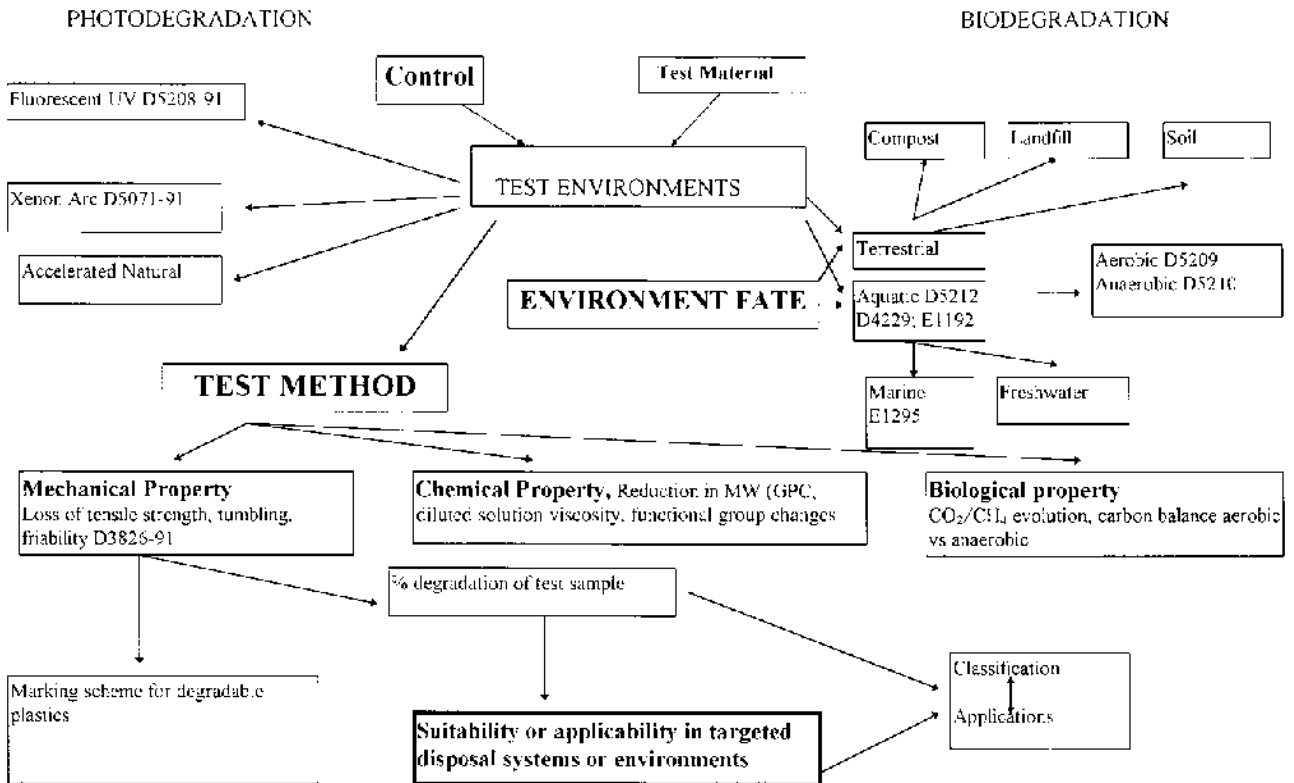 PHOTODEGRADATION
BIODEGRADATION
Control
Test Material
Fluorescent UV D5208-91
Compost
Landfill
Soil
TEST ENVIRONMENTS
Xenon Arc D5071-91
Terrestrial
Accelerated Natural
Aerobic D5209
Anaerobic D5210
ENVIRONMENT FATE
Aquatic D5212
D4229; E1192
TEST METHOD
Marine
E1295
Freshwater
Mechanical Property
Loss of tensile strength, tumbling,
friability D3826-91
Chemical Property, Reduction in MW (GPC,
diluted solution viscosity, functional group changes
Biological property
CO₂/CH₄ evolution, carbon balance aerobic
vs anaerobic
% degradation of test sample
Marking scheme for degradable
plastics
Classification
Applications
Suitability or applicability in targeted
disposal systems or environments